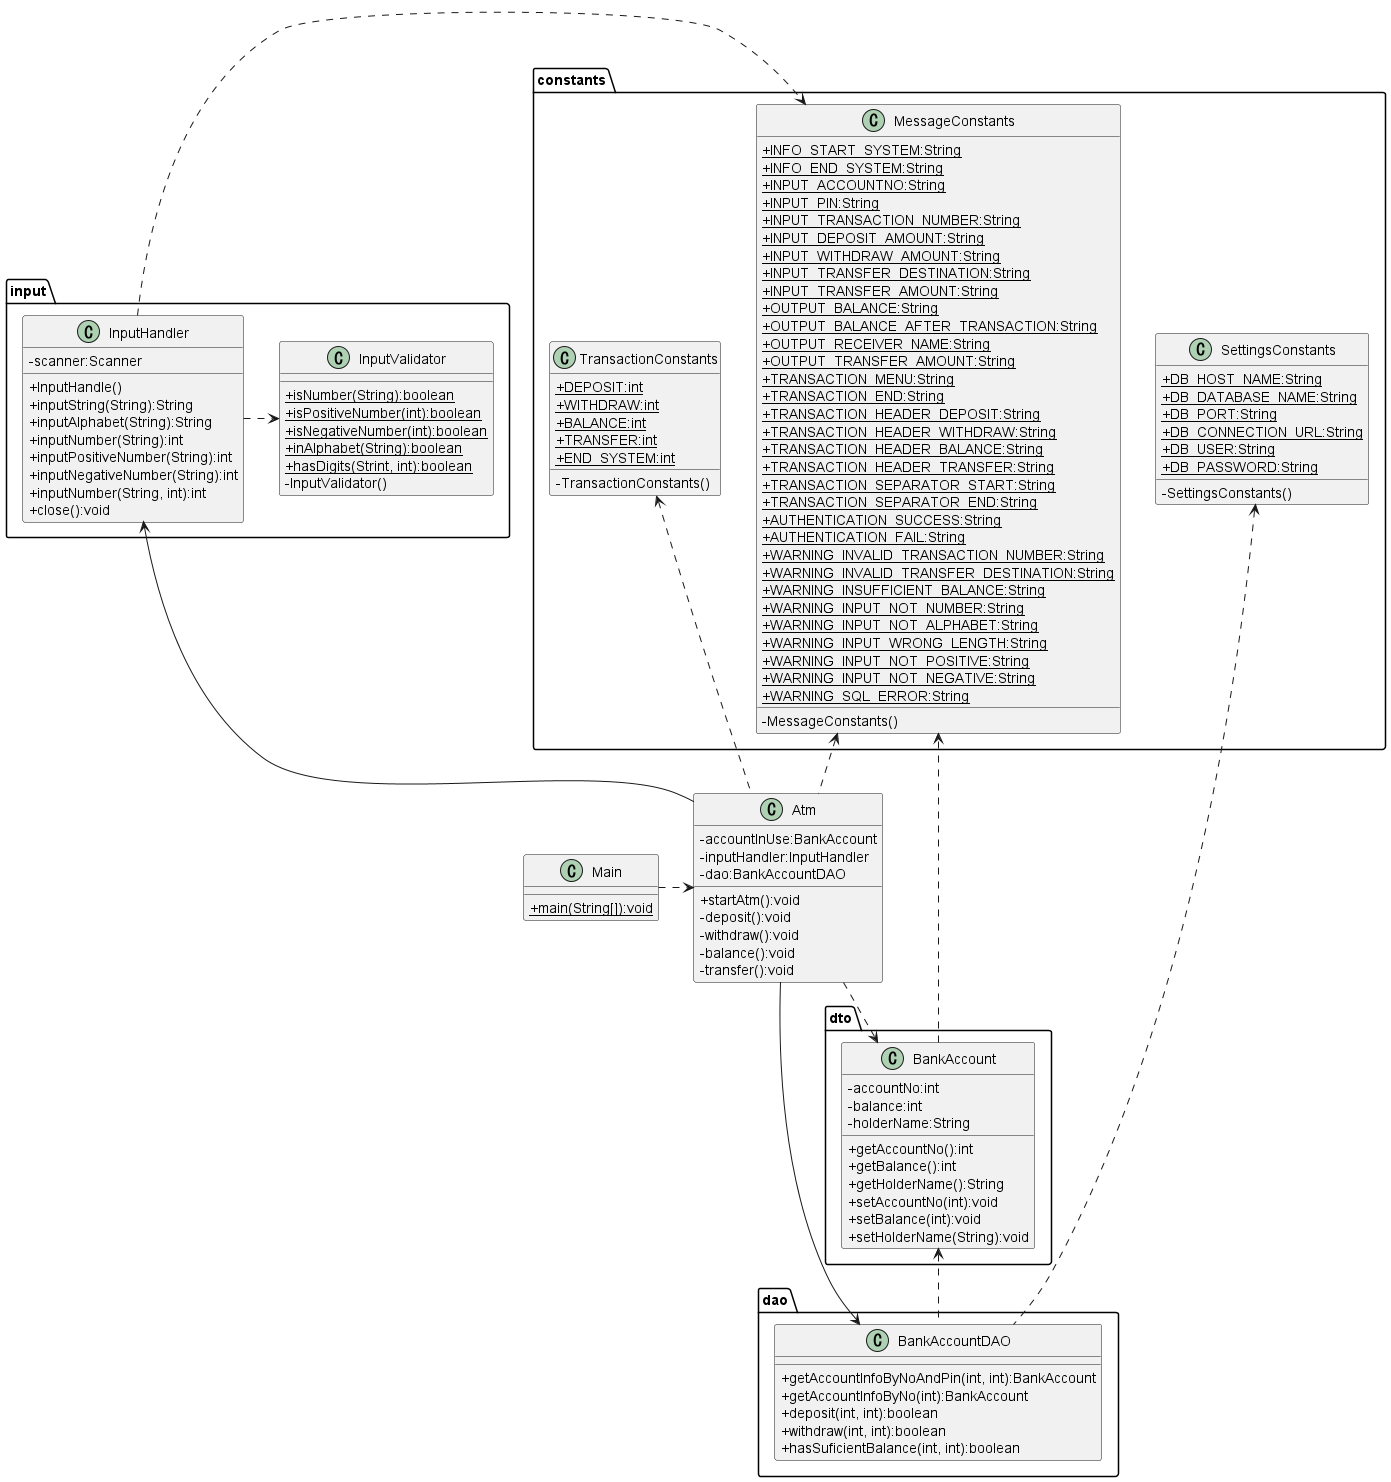 constants
C MessageConstants
+INFO_START_SYSTEM:String
+INFO_END_SYSTEM:String
+INPUT_ACCOUNTNO:String
+INPUT_PIN:String
+INPUT_TRANSACTION_NUMBER:String
+INPUT_DEPOSIT_AMOUNT:String
+INPUT_WITHDRAW_AMOUNT:String
+INPUT_TRANSFER_DESTINATION:String
+INPUT_TRANSFER_AMOUNT:String
+OUTPUT_BALANCE:String
+OUTPUT_BALANCE_AFTER_TRANSACTION:String
+OUTPUT_RECEIVER_NAME:String
+OUTPUT_TRANSFER_AMOUNT:String
+TRANSACTION_MENU:String
+TRANSACTION_END:String
+TRANSACTION_HEADER_DEPOSIT:String
+TRANSACTION_HEADER_WITHDRAW:String
+TRANSACTION_HEADER_BALANCE:String
+TRANSACTION_HEADER_TRANSFER:String
+TRANSACTION_SEPARATOR_START:String
+TRANSACTION_SEPARATOR_END:String
+AUTHENTICATION_SUCCESS:String
+AUTHENTICATION_FAIL:String
+WARNING_INVALID_TRANSACTION_NUMBER:String
+WARNING_INVALID_TRANSFER_DESTINATION:String
+WARNING_INSUFFICIENT_BALANCE:String
+WARNING_INPUT_NOT_NUMBER:String
+WARNING_INPUT_NOT_ALPHABET:String
+WARNING_INPUT_WRONG_LENGTH:String
+WARNING_INPUT_NOT_POSITIVE:String
+WARNING_INPUT_NOT_NEGATIVE:String
+WARNING_SQL_ERROR:String
-MessageConstants()
input
C InputHandler
-scanner:Scanner
+InputHandle()
+inputString(String):String
+inputAlphabet(String):String
+inputNumber(String):int
+inputPositiveNumber(String):int
+inputNegativeNumber(String):int
+inputNumber(String, int):int
+close():void
C InputValidator
+isNumber(String):boolean
+isPositiveNumber(int):boolean
+isNegativeNumber(int):boolean
+inAlphabet(String):boolean
+hasDigits(Strint, int):boolean
-InputValidator()
C TransactionConstants
+DEPOSIT:int
+WITHDRAW:int
+BALANCE:int
+TRANSFER:int
+END_SYSTEM:int
-TransactionConstants()
C SettingsConstants
+DB_HOST_NAME:String
+DB_DATABASE_NAME:String
+DB_PORT:String
+DB_CONNECTION_URL:String
+DB_USER:String
+DB_PASSWORD:String
-SettingsConstants()
C Main
+main(String[]):void
C Atm
-accountInUse:BankAccount
-inputHandler:InputHandler
-dao:BankAccountDAO
+startAtm():void
-deposit():void
-withdraw():void
-balance():void
-transfer():void
dto
C BankAccount
-accountNo:int
-balance:int
-holderName:String
+getAccountNo():int
+getBalance():int
+getHolderName():String
+setAccountNo(int):void
+setBalance(int):void
+setHolderName(String):void
dao
C BankAccountDAO
+getAccountInfoByNoAndPin(int, int):BankAccount
+getAccountInfoByNo(int):BankAccount
+deposit(int, int):boolean
+withdraw(int, int):boolean
+hasSuficientBalance(int, int):boolean